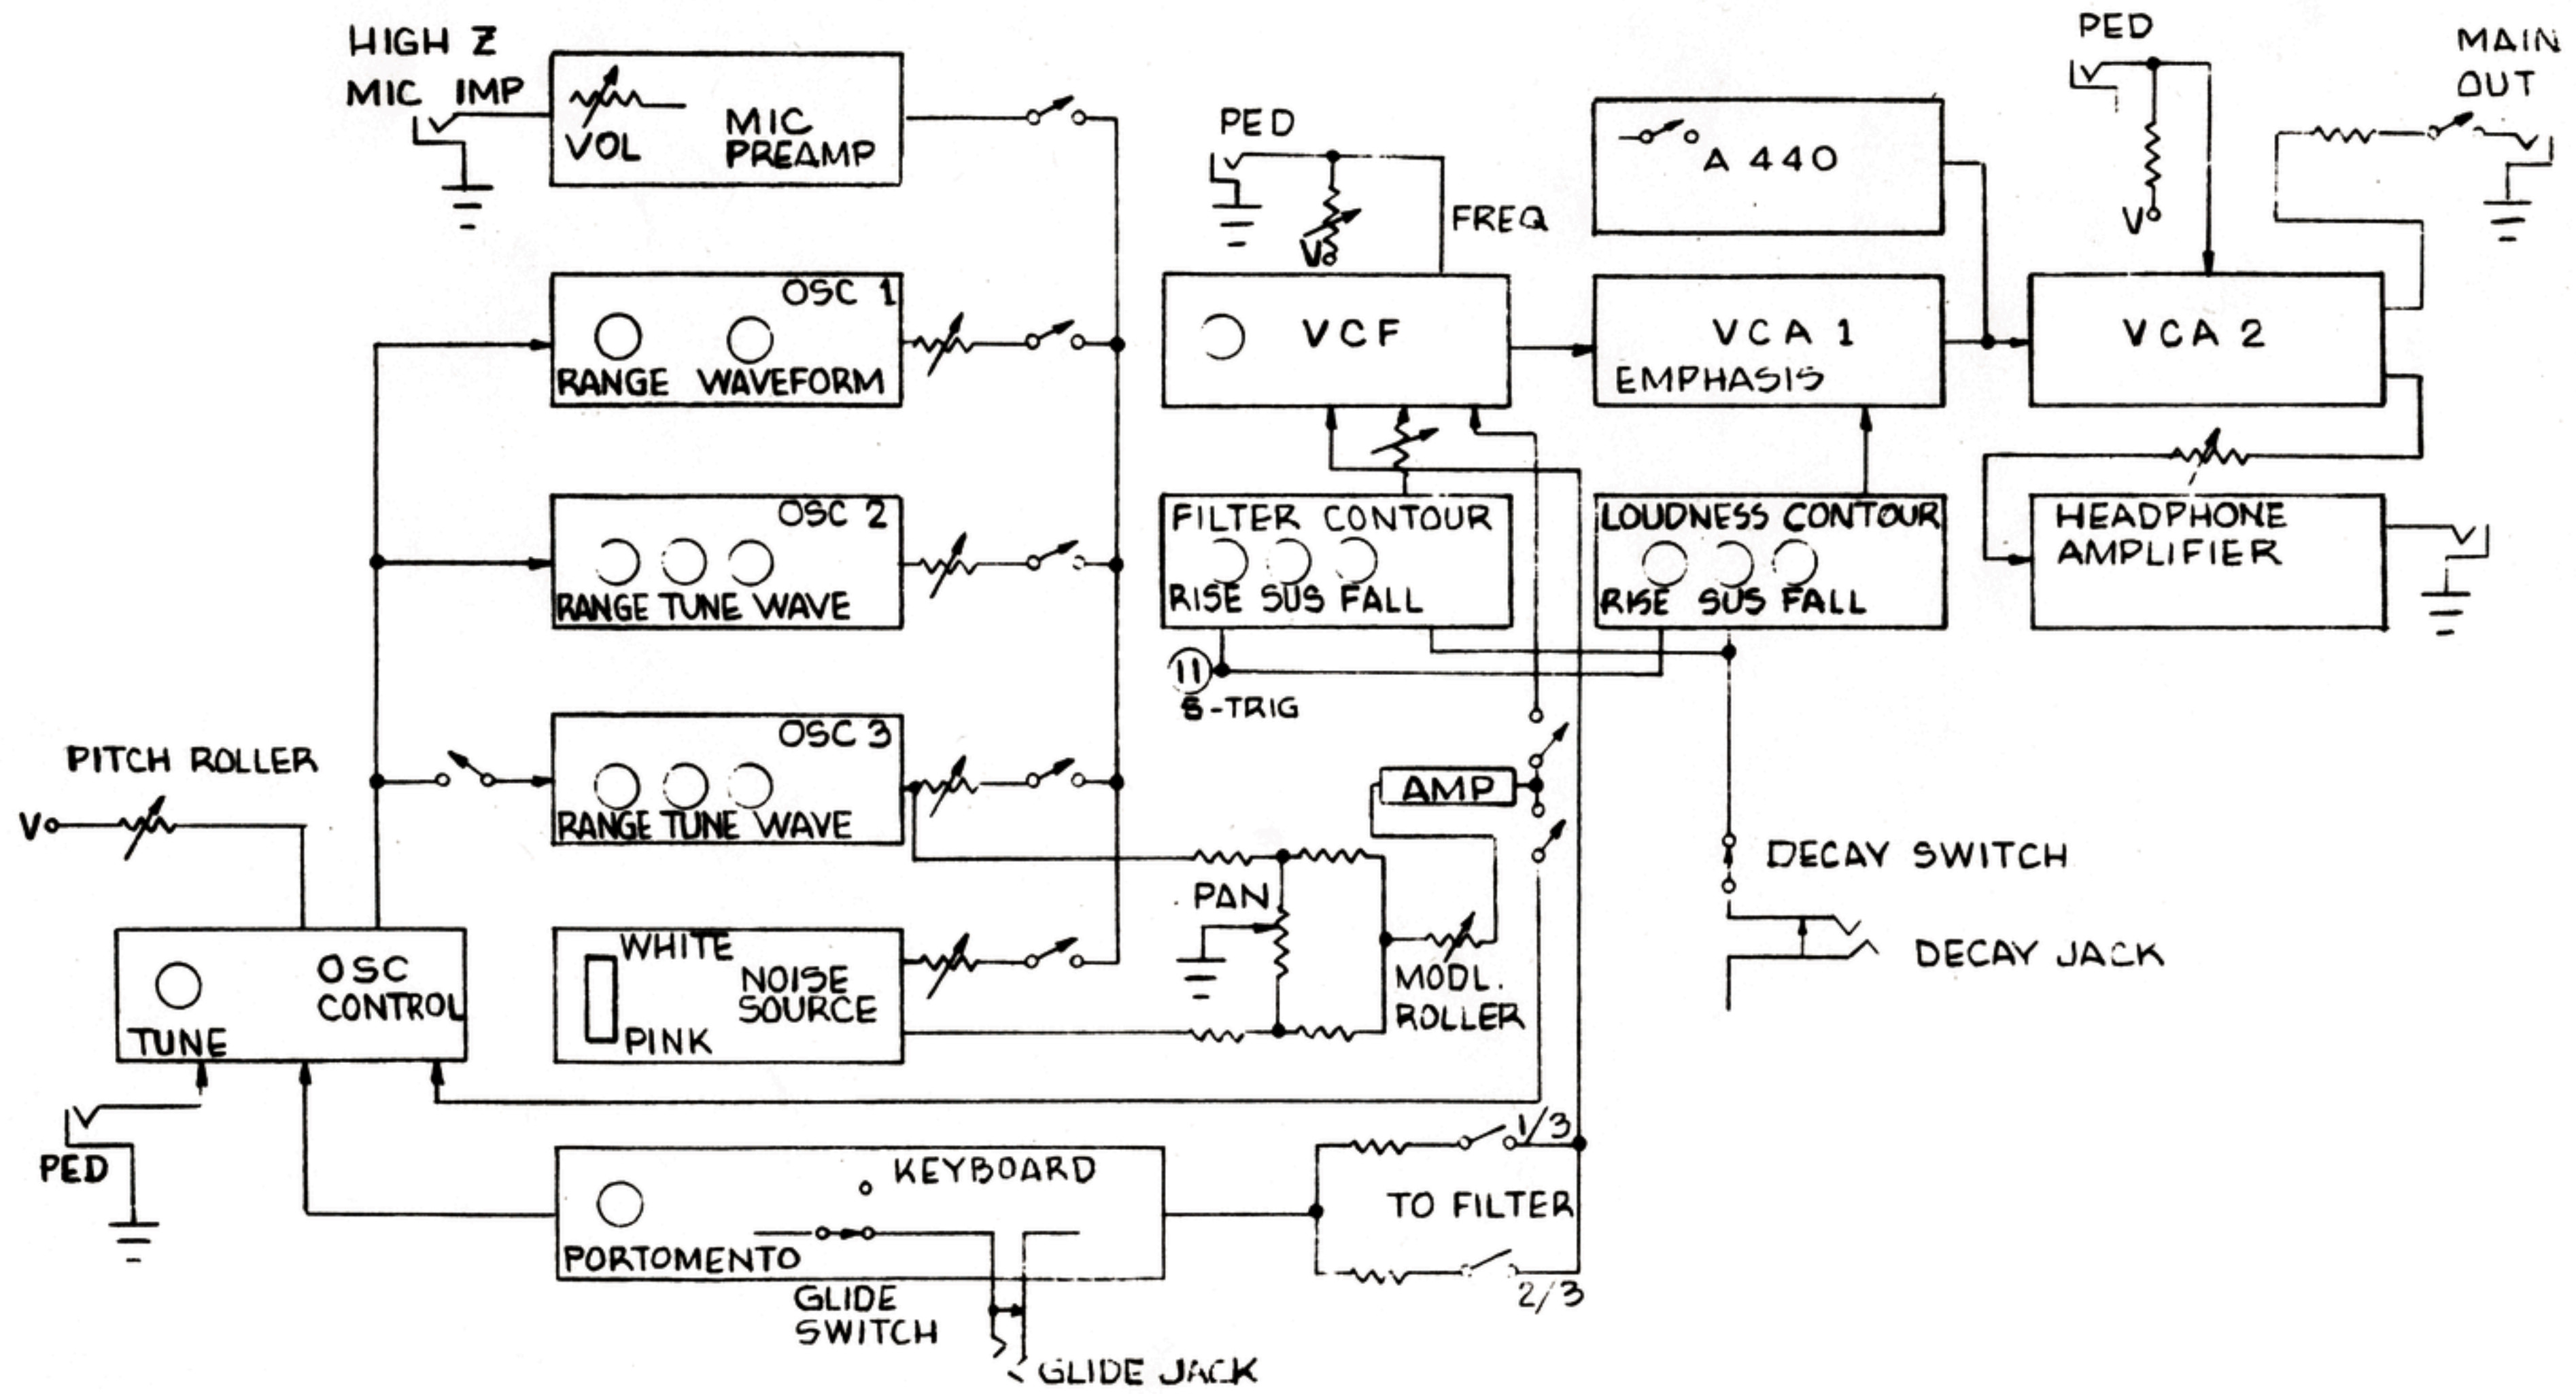 HIGH Z
MIC IMP
VOL
MIC
PREAMP
PED
V
FREQ
A 440
PED
V
MAIN
OUT
OSC 1
RANGE WAVEFORM
VCF
VCA 1
EMPHASIS
VCA 2
OSC 2
RANGE TUNE WAVE
FILTER CONTOUR
RISE SUS FALL
LOUDNESS CONTOUR
RISE SUS FALL
HEADPHONE
AMPLIFIER
11
S-TRIG
PITCH ROLLER
V
OSC 3
RANGE TUNE WAVE
AMP
DECAY SWITCH
DECAY JACK
PAN
MODL.
ROLLER
OSC
CONTROL
TUNE
WHITE
NOISE
SOURCE
PINK
PED
KEYBOARD
PORTOMENTO
GLIDE
SWITCH
GLIDE JACK
1/3
TO FILTER
2/3